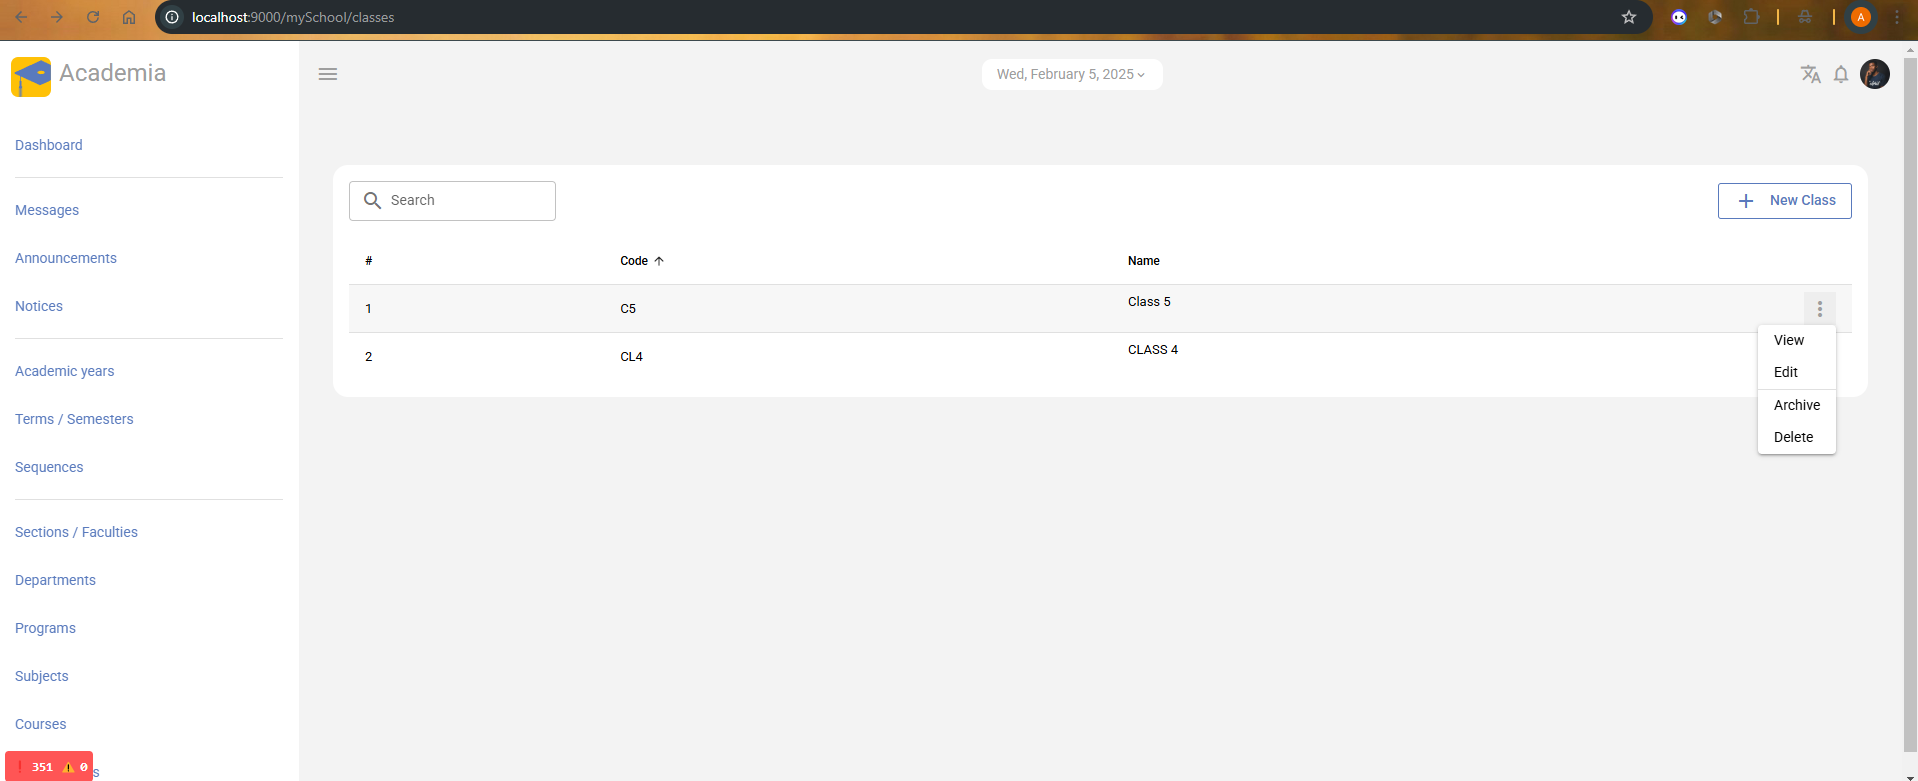 localhost:9000/mySchool/classes
A
Academia
Wed, February 5, 2025
Dashboard
Messages
Announcements
Notices
Academic years
Terms / Semesters
Sequences
Sections / Faculties
Departments
Programs
Subjects
Courses
351 0
s
Search
New Class
# Code Name
1 C5 Class 5
2 CL4 CLASS 4
View
Edit
Archive
Delete